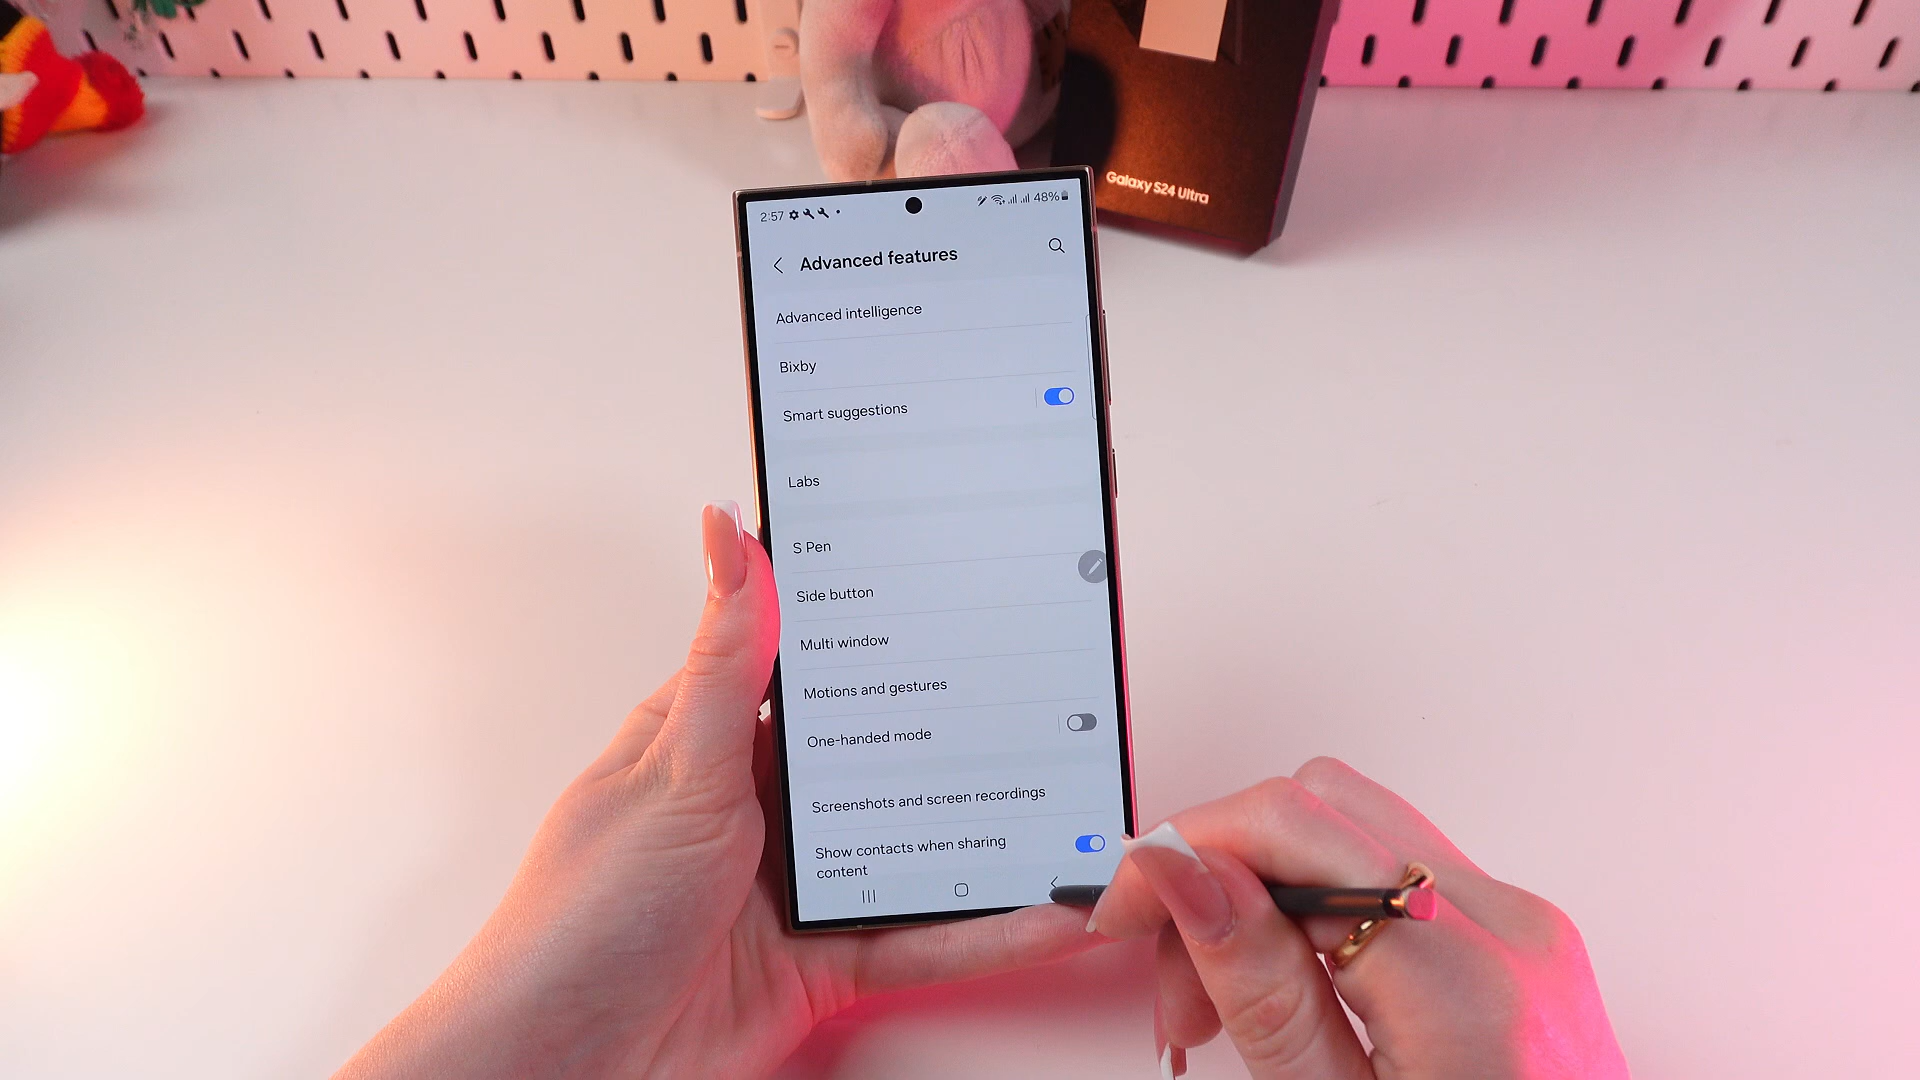 Galaxy S24 Ultra
2:57 48%
Advanced features
Advanced intelligence
Bixby
Smart suggestions
Labs
S Pen
Side button
Multi window
Motions and gestures
One-handed mode
Screenshots and screen recordings
Show contacts when sharing
content